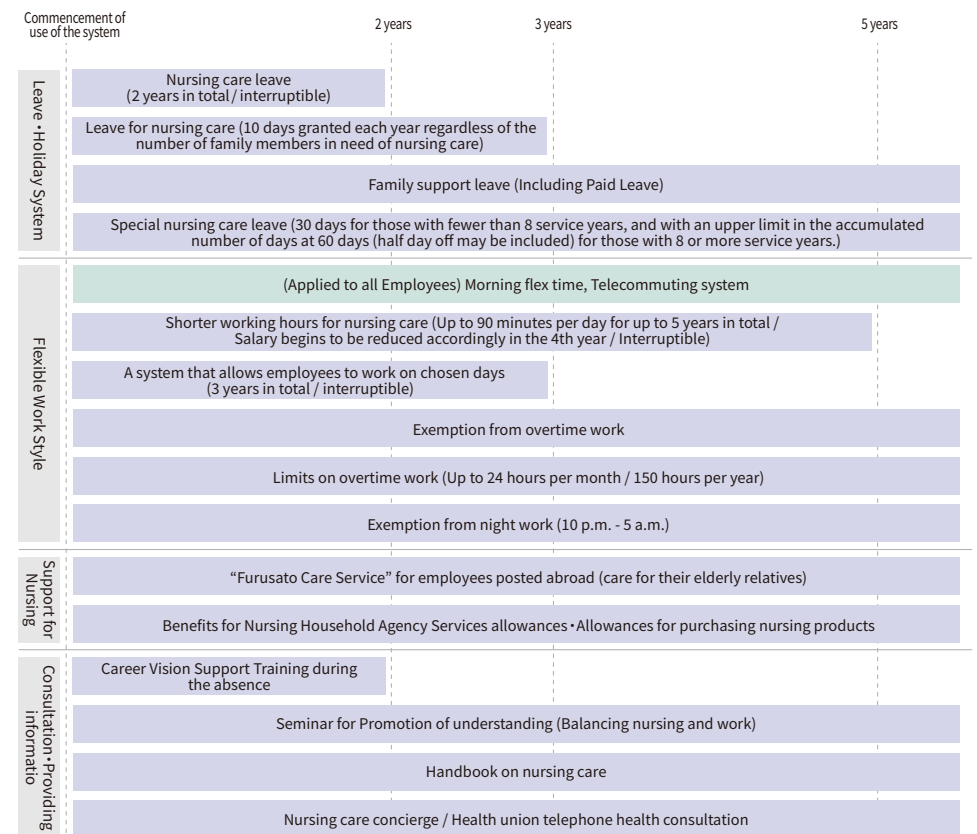 Commencement of
use of the system
2 years
3 years
5 years
Leave・Holiday System
Nursing care leave
(2 years in total / interruptible)
Leave for nursing care (10 days granted each year regardless of the
number of family members in need of nursing care)
Family support leave (Including Paid Leave)
Special nursing care leave (30 days for those with fewer than 8 service years, and with an upper limit in the accumulated
number of days at 60 days (half day off may be included) for those with 8 or more service years.)
Flexible Work Style
(Applied to all Employees) Morning flex time, Telecommuting system
Shorter working hours for nursing care (Up to 90 minutes per day for up to 5 years in total /
Salary begins to be reduced accordingly in the 4th year / Interruptible)
A system that allows employees to work on chosen days
(3 years in total / interruptible)
Exemption from overtime work
Limits on overtime work (Up to 24 hours per month / 150 hours per year)
Exemption from night work (10 p.m. - 5 a.m.)
Support for
Nursing
“Furusato Care Service” for employees posted abroad (care for their elderly relatives)
Benefits for Nursing Household Agency Services allowances・Allowances for purchasing nursing products
Consultation・Providing
informatio
Career Vision Support Training during
the absence
Seminar for Promotion of understanding (Balancing nursing and work)
Handbook on nursing care
Nursing care concierge / Health union telephone health consultation